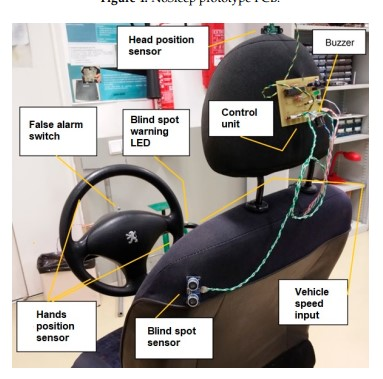 Figure 4. NoSleep prototype PCB.
Head position
sensor
Buzzer
False alarm
switch
Blind spot
warning
LED
Control
unit
Hands
position
sensor
Blind spot
sensor
Vehicle
speed
input